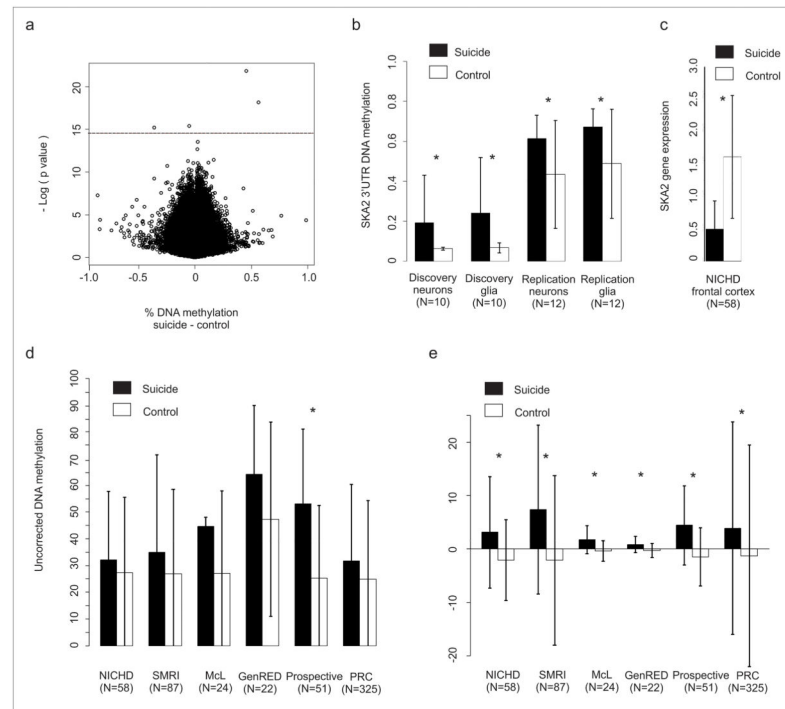 a
- Log ( p value )
20
15
10
5
0
-1.0
-0.5
0
0.5
1.0
% DNA methylation
suicide - control
b
SKA2 3'UTR DNA methylation
1.0
0.8
0.6
0.4
0.2
0
Suicide
Control
*
*
*
*
Discovery
neurons
(N=10)
Discovery
glia
(N=10)
Replication
neurons
(N=12)
Replication
glia
(N=12)
c
SKA2 gene expression
3.0
2.5
2.0
1.5
1.0
0.5
0
Suicide
Control
*
NICHD
frontal cortex
(N=58)
d
Uncorrected DNA methylation
100
90
80
70
60
50
40
30
20
10
0
Suicide
Control
*
NICHD
(N=58)
SMRI
(N=87)
McL
(N=24)
GenRED
(N=22)
Prospective
(N=51)
PRC
(N=325)
e
Suicide
Control
20
10
0
-10
-20
*
*
*
*
*
*
NICHD
(N=58)
SMRI
(N=87)
McL
(N=24)
GenRED
(N=22)
Prospective
(N=51)
PRC
(N=325)